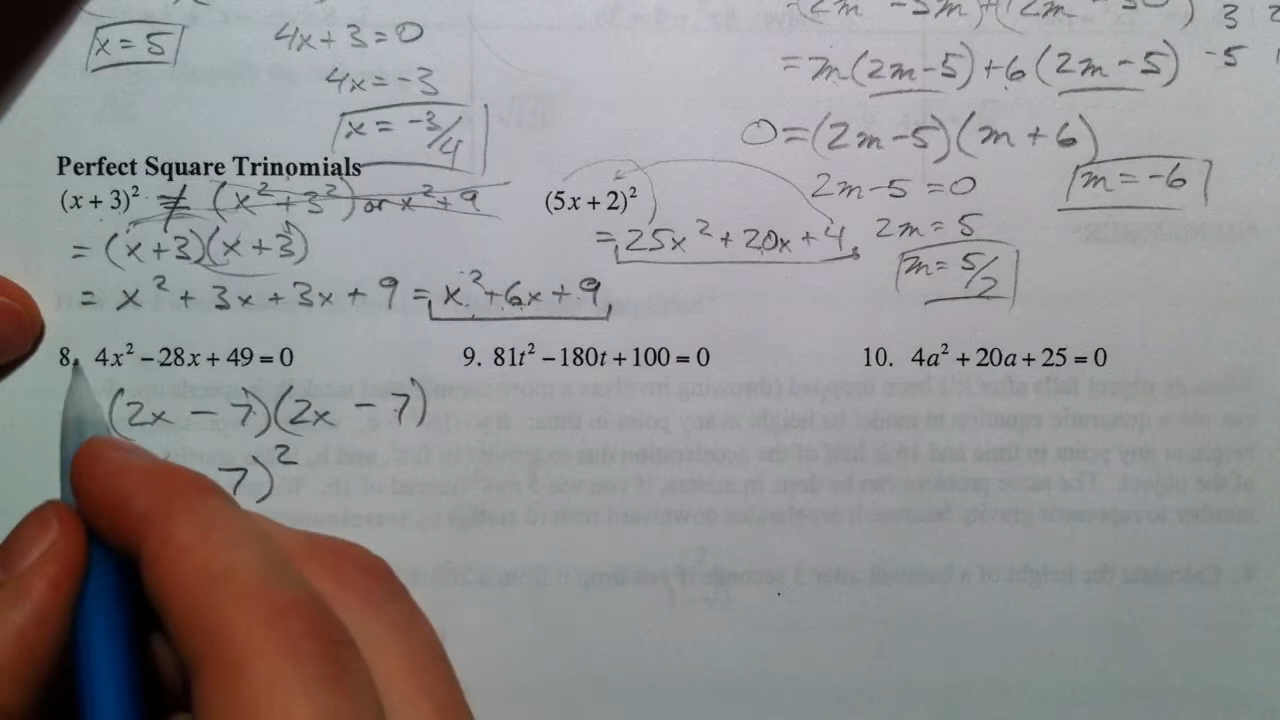 x = 5
4x + 3 = 0
4x = -3
x = -3/4
= m(2m - 5) + 6(2m - 5)
-5
0 = (2m - 5)(m + 6)
2m - 5 = 0
m = -6
2m = 5
m = 5/2
Perfect Square Trinomials
(x + 3)² ≠ (x² + 3²) or x² + 9
= (x + 3)(x + 3)
= x² + 3x + 3x + 9 = x² + 6x + 9
(5x + 2)²
= 25x² + 20x + 4
8. 4x² − 28x + 49 = 0
(2x - 7)(2x - 7)
7)²
9. 81t² − 180t + 100 = 0
10. 4a² + 20a + 25 = 0